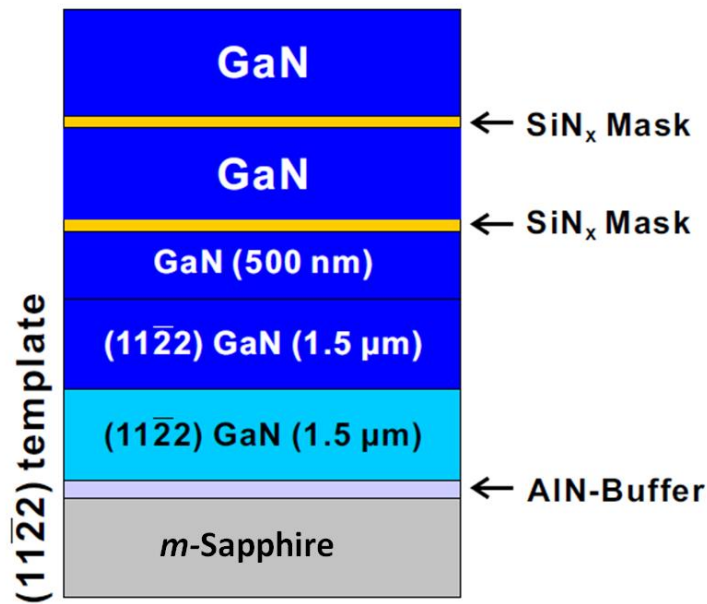 GaN
SiNₓ Mask
GaN
SiNₓ Mask
GaN (500 nm)
(112̅2) GaN (1.5 µm)
(112̅2) GaN (1.5 µm)
AlN-Buffer
m-Sapphire
(112̅2) template